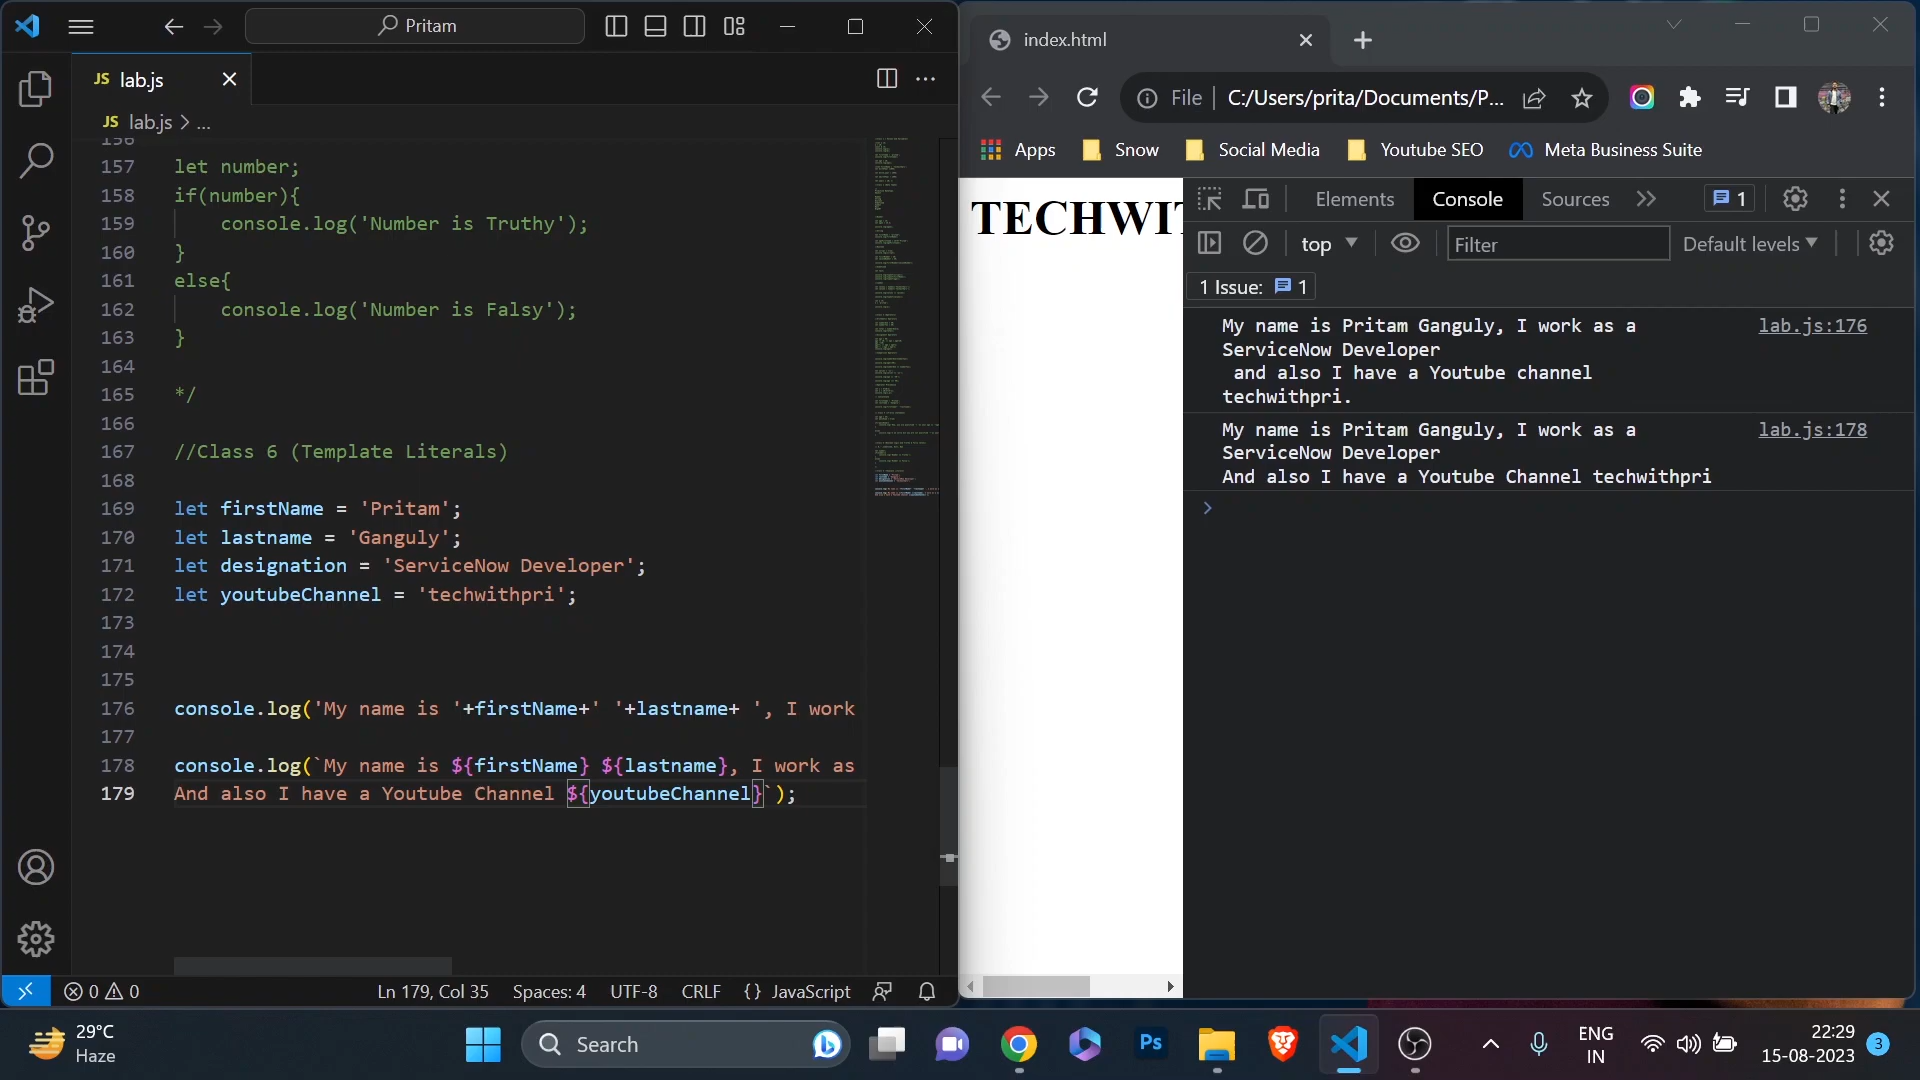 Pritam
JS lab.js
JS lab.js > ...
156
157 let number;
158 if(number){
159 console.log('Number is Truthy');
160 }
161 else{
162 console.log('Number is Falsy');
163 }
164
165 */
166
167 //Class 6 (Template Literals)
168
169 let firstName = 'Pritam';
170 let lastname = 'Ganguly';
171 let designation = 'ServiceNow Developer';
172 let youtubeChannel = 'techwithpri';
173
174
175
176 console.log('My name is '+firstName+' '+lastname+ ', I work
177
178 console.log(`My name is ${firstName} ${lastname}, I work as
179 And also I have a Youtube Channel ${youtubeChannel}`);
0 0
Ln 179, Col 35 Spaces: 4 UTF-8 CRLF {} JavaScript
index.html
File C:/Users/prita/Documents/P...
Apps Snow Social Media Youtube SEO Meta Business Suite
TECHWIT
Elements Console Sources 1
top Filter Default levels
1 Issue: 1
My name is Pritam Ganguly, I work as a lab.js:176
ServiceNow Developer
and also I have a Youtube channel
techwithpri.
My name is Pritam Ganguly, I work as a lab.js:178
ServiceNow Developer
And also I have a Youtube Channel techwithpri
29°C
Haze
Search
Ps
ENG
IN
22:29
15-08-2023
3